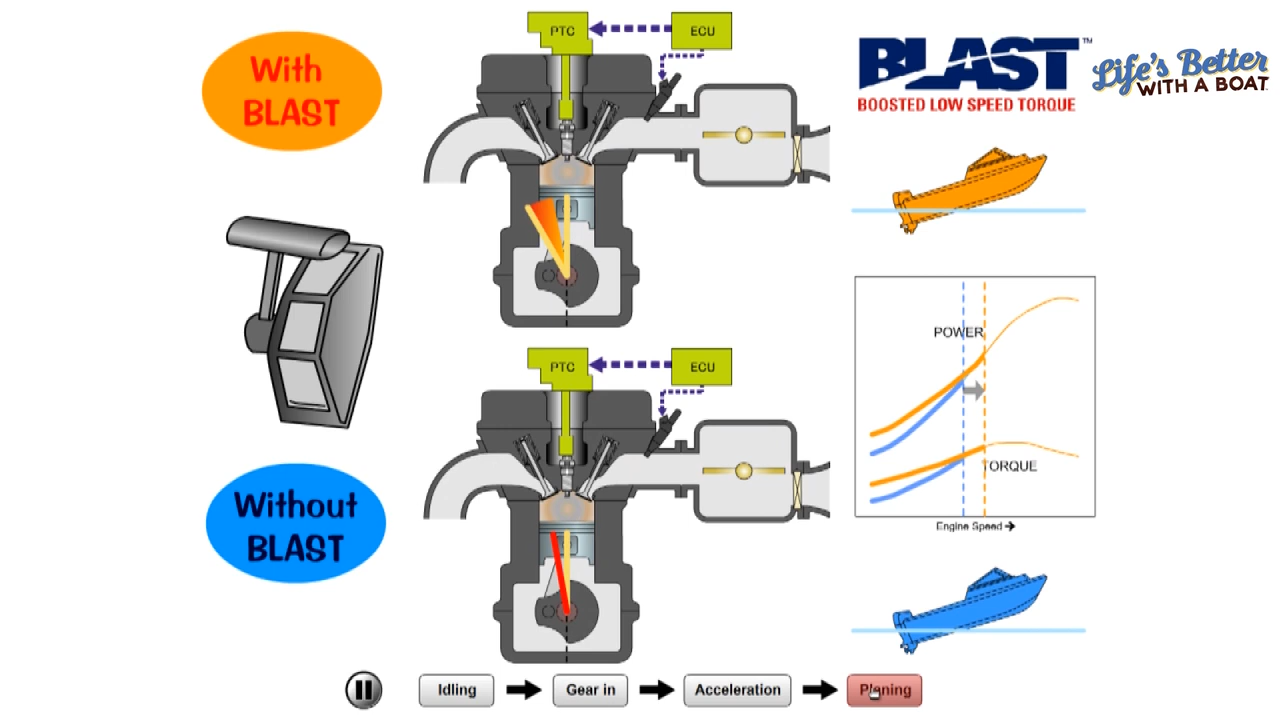 With
BLAST
PTC
ECU
BLAST™
BOOSTED LOW SPEED TORQUE
Life's Better
WITH A BOAT
POWER
TORQUE
Engine Speed →
PTC
ECU
Without
BLAST
Idling
Gear in
Acceleration
Planing